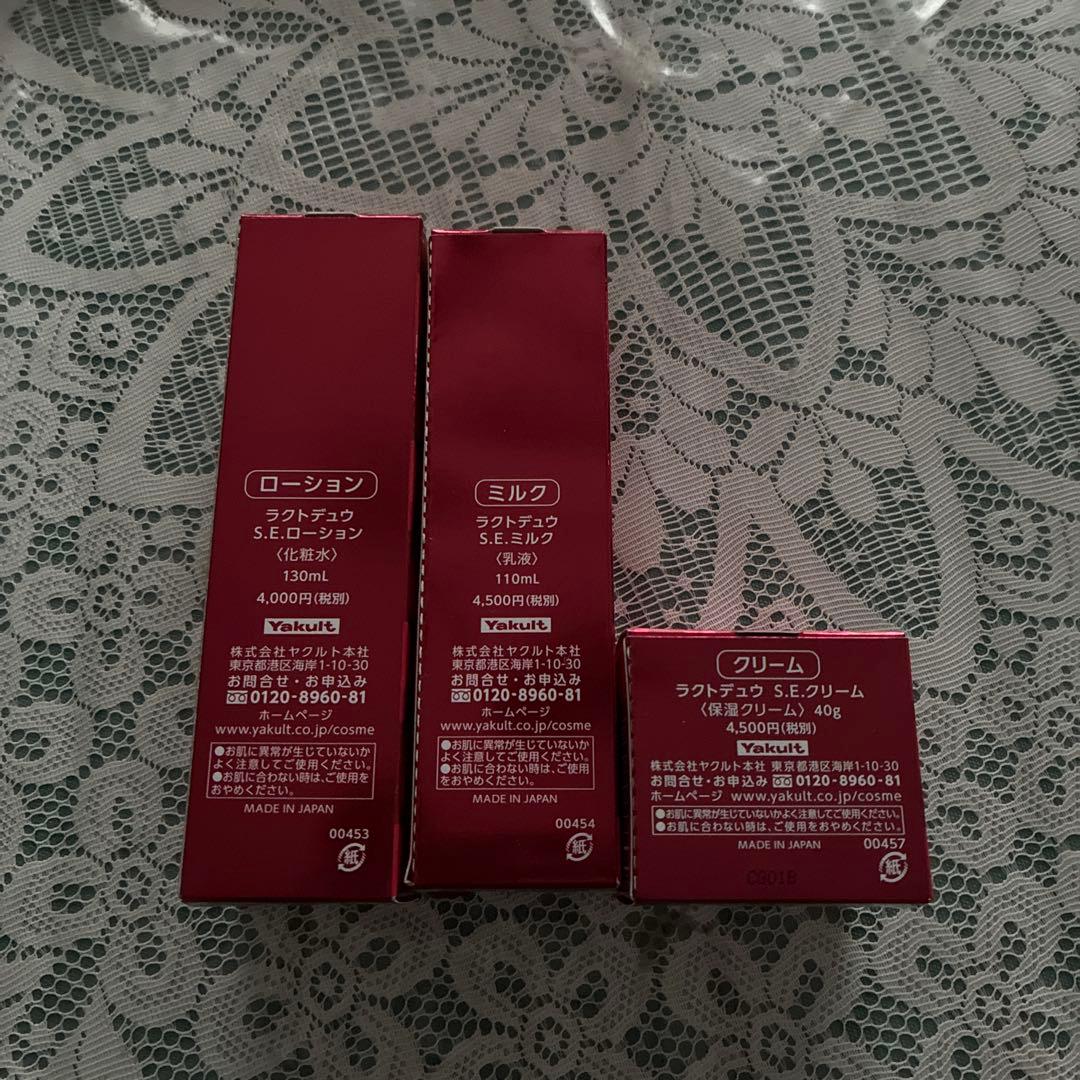 ローション
ラクトデュウ
S.E.ローション
〈化粧水〉
130mL
4,000円(税別)
Yakult
株式会社ヤクルト本社
東京都港区海岸1-10-30
お問合せ・お申込み
0120-8960-81
ホームページ
www.yakult.co.jp/cosme
●お肌に異常が生じていないか
よく注意してご使用ください。
●お肌に合わない時は、ご使用を
おやめください。
MADE IN JAPAN
00453
紙
ミルク
ラクトデュウ
S.E.ミルク
〈乳液〉
110mL
4,500円(税別)
Yakult
株式会社ヤクルト本社
東京都港区海岸1-10-30
お問合せ・お申込み
0120-8960-81
ホームページ
www.yakult.co.jp/cosme
●お肌に異常が生じていないか
よく注意してご使用ください。
●お肌に合わない時は、ご使用
をおやめください。
MADE IN JAPAN
00454
紙
クリーム
ラクトデュウ S.E.クリーム
〈保湿クリーム〉 40g
4,500円(税別)
Yakult
株式会社ヤクルト本社 東京都港区海岸1-10-30
お問合せ・お申込み 0120-8960-81
ホームページ www.yakult.co.jp/cosme
●お肌に異常が生じていないかよく注意してご使用ください。
●お肌に合わない時は、ご使用をおやめください。
MADE IN JAPAN
00457
紙